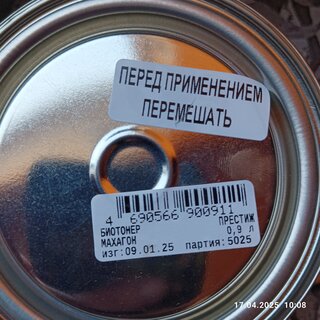 ПЕРЕД ПРИМЕНЕНИЕМ
ПЕРЕМЕШАТЬ
4 690566 900911
БИОТОНЕР ПРЕСТИЖ
МАХАГОН 0,9 л
изг:09.01.25 партия:5025
17.04.2025 10:08